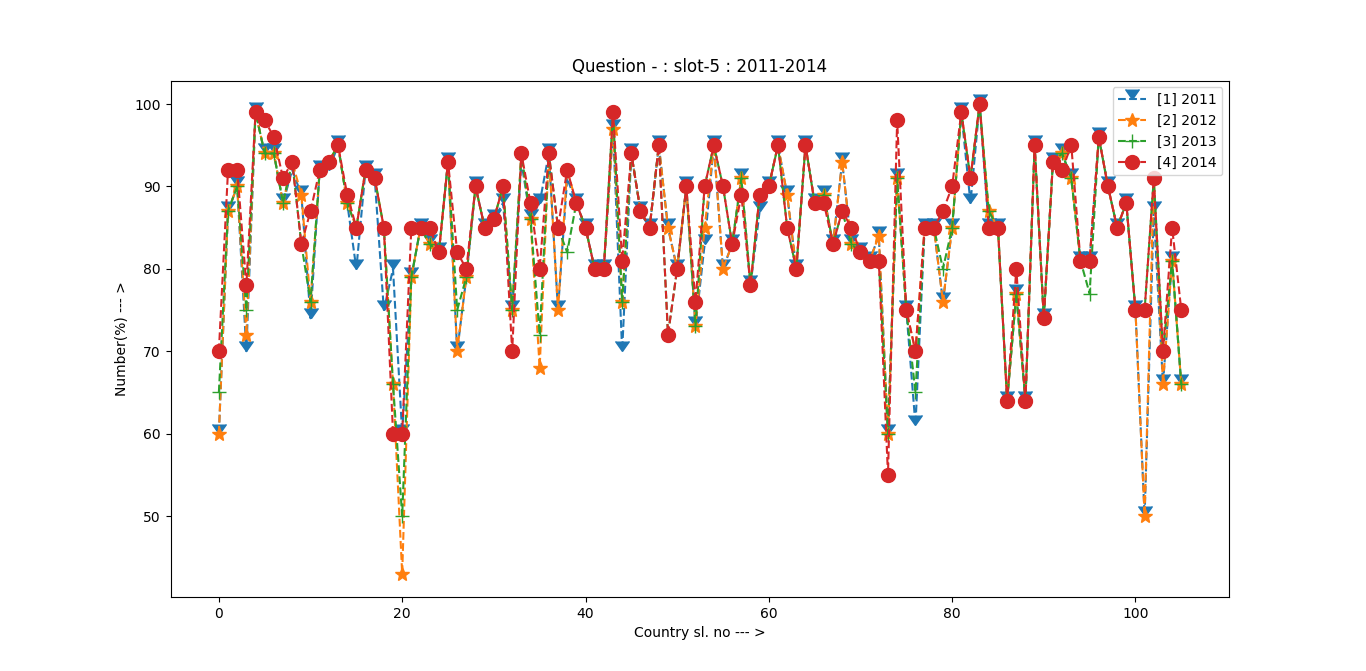 Question - : slot-5 : 2011-2014
[1] 2011
[2] 2012
[3] 2013
[4] 2014
100
90
80
70
60
50
Number(%) --- >
0 20 40 60 80 100
Country sl. no --- >